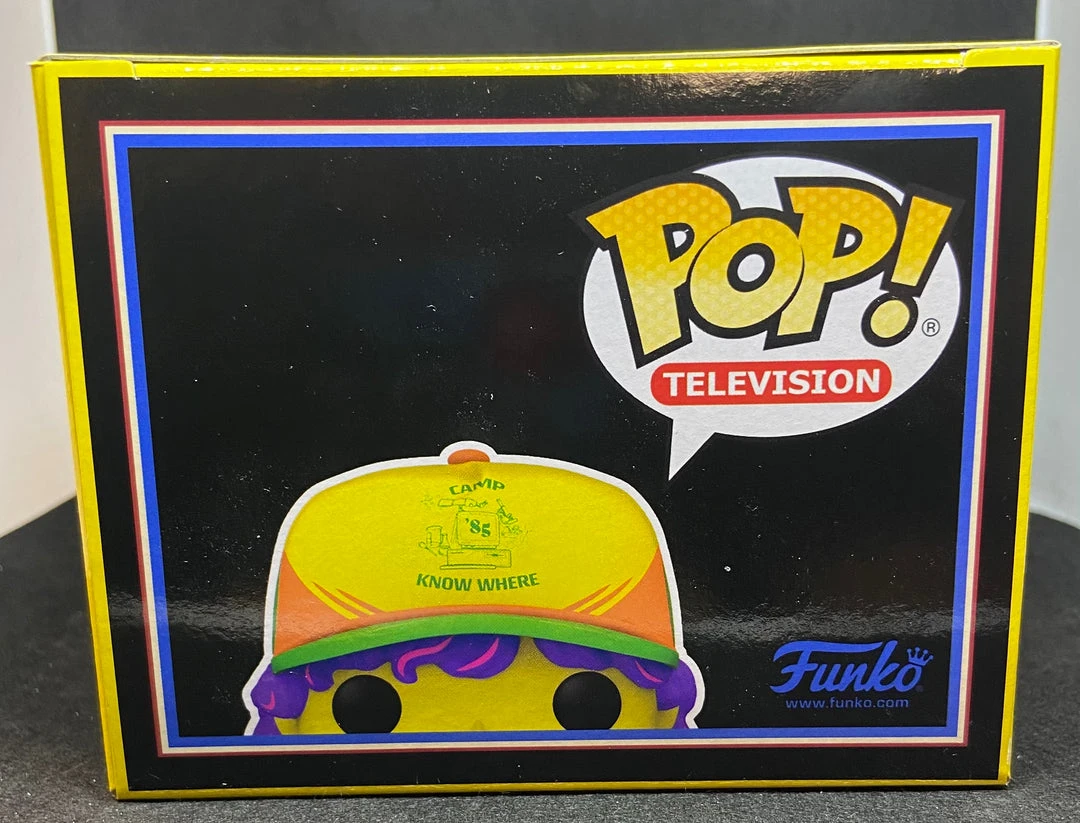 POP!
®
TELEVISION
CAMP
'85
KNOW WHERE
Funko
www.funko.com